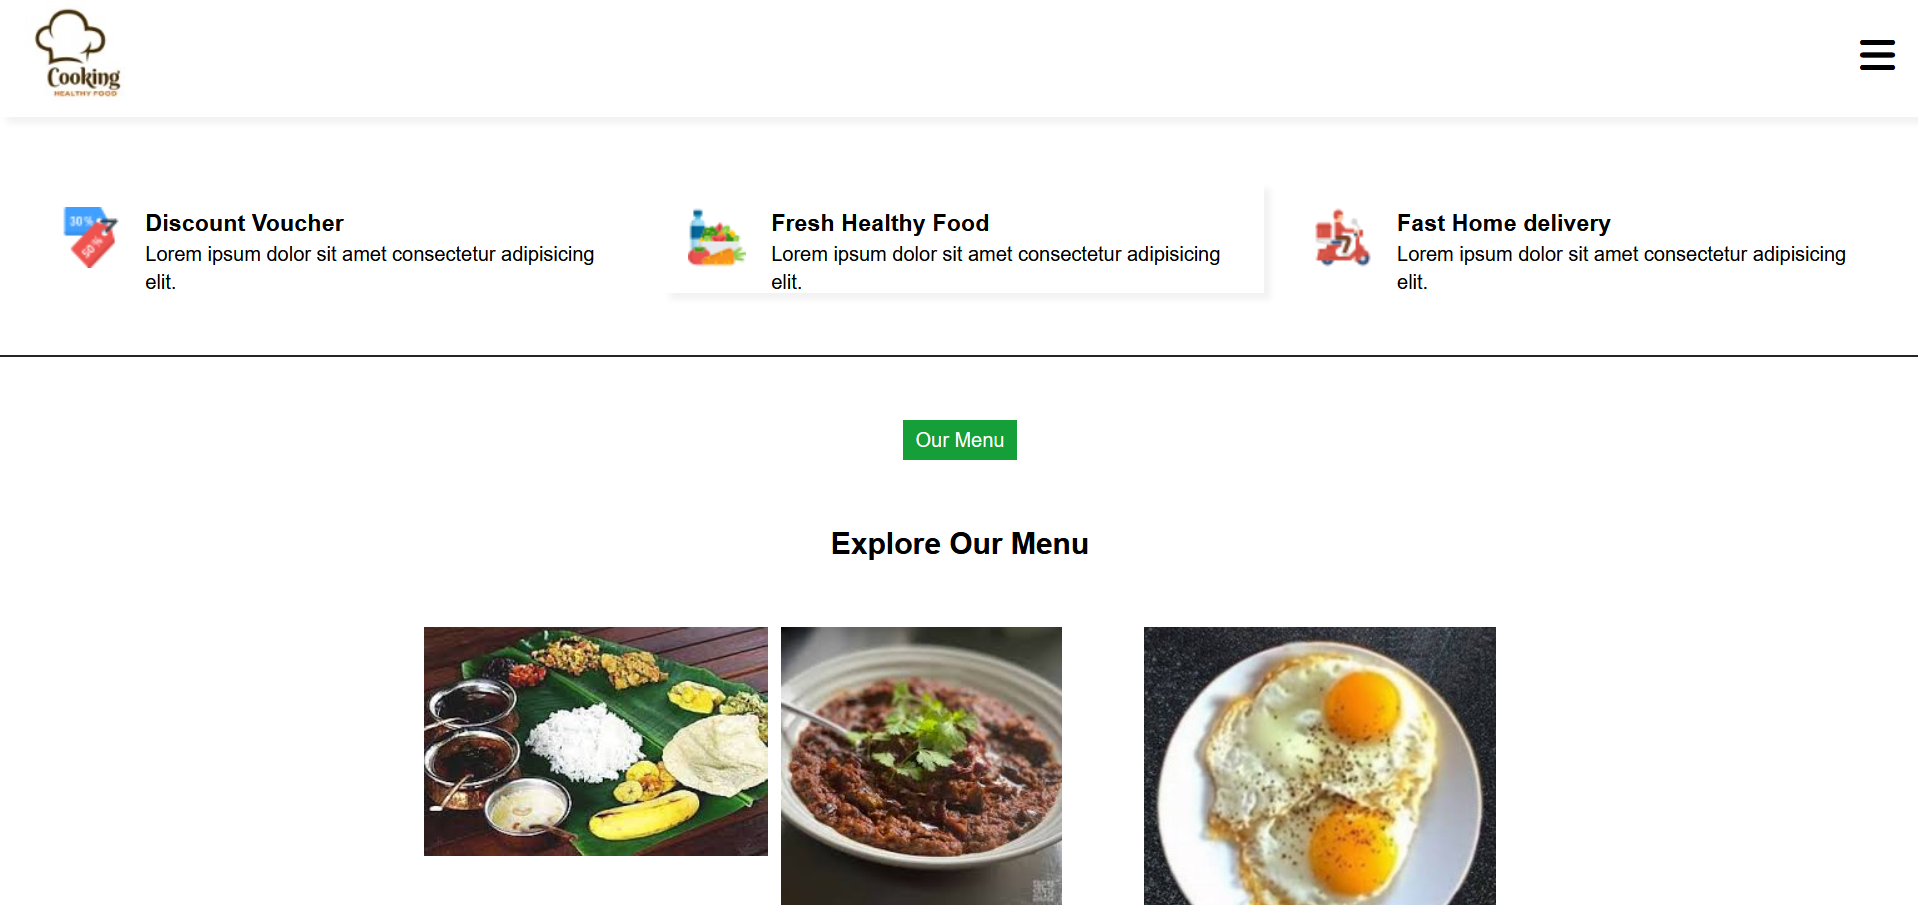 Cooking
HEALTHY FOOD
30%
50%
Discount Voucher
Lorem ipsum dolor sit amet consectetur adipisicing
elit.
Fresh Healthy Food
Lorem ipsum dolor sit amet consectetur adipisicing
elit.
Fast Home delivery
Lorem ipsum dolor sit amet consectetur adipisicing
elit.
Our Menu
Explore Our Menu